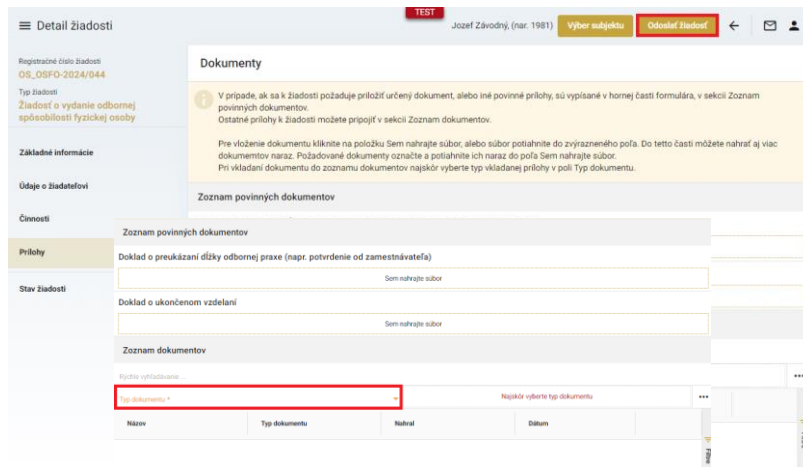 TEST
Detail žiadosti
Jozef Závodný, (nar. 1981)
Výber subjektu
Odoslať žiadosť
Registračné číslo žiadosti
OS_OSFO-2024/044
Typ žiadosti
Žiadosť o vydanie odbornej
spôsobilosti fyzickej osoby
Základné informácie
Údaje o žiadateľovi
Činnosti
Prílohy
Stav žiadosti
Dokumenty
V prípade, ak sa k žiadosti požaduje priložiť určený dokument, alebo iné povinné prílohy, sú vypísané v hornej časti formulára, v sekcii Zoznam
povinných dokumentov.
Ostatné prílohy k žiadosti možete pripojiť v sekcii Zoznam dokumentov.
Pre vloženie dokumentu kliknite na položku Sem nahrajte súbor, alebo súbor potiahnite do zvýrazneného poľa. Do tetto časti môžete nahrať aj viac
dokumemtov naraz. Požadované dokumenty označte a potiahnite ich naraz do poľa Sem nahrajte súbor.
Pri vkladaní dokumentu do zoznamu dokumentov najskôr vyberte typ vkladanej prílohy v poli Typ dokumentu.
Zoznam povinných dokumentov
Zoznam povinných dokumentov
Doklad o preukázaní dĺžky odbornej praxe (napr. potvrdenie od zamestnávateľa)
Sem nahrajte súbor
Doklad o ukončenom vzdelaní
Sem nahrajte súbor
Zoznam dokumentov
Rýchle vyhľadávanie ...
Typ dokumentu *
Najskôr vyberte typ dokumentu
Názov
Typ dokumentu
Nahral
Dátum
Filtre